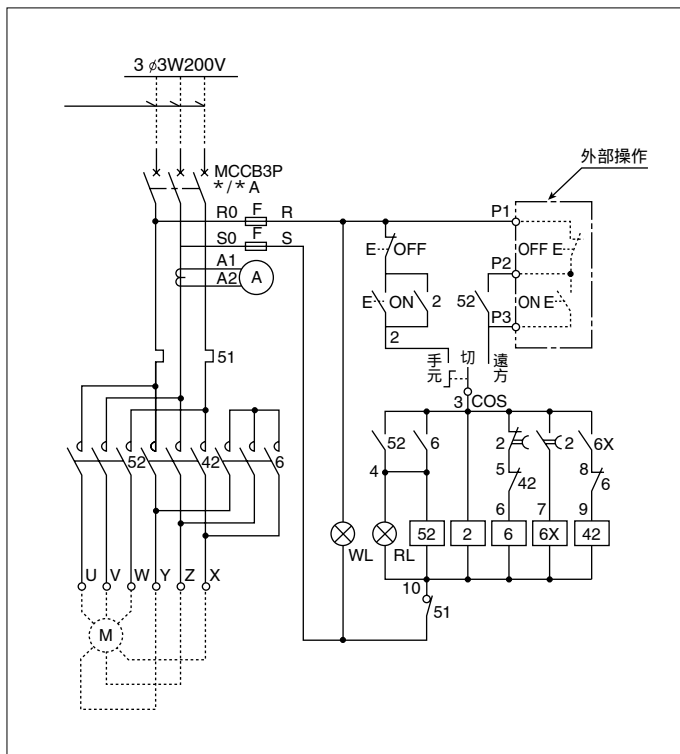 3 ø3W200V
MCCB3P
*/*A
外部操作
R0 F R
P1
S0 F S
E OFF
OFF E
A1
A2
A
P2
E ON 2
52
ON E
P3
2
51
手元
切
遠方
3 COS
52
6
2
2
6X
4
5
42
8
6
52
42
6
6
7
9
WL
RL
52
2
6
6X
42
U V W Y Z X
10
51
M